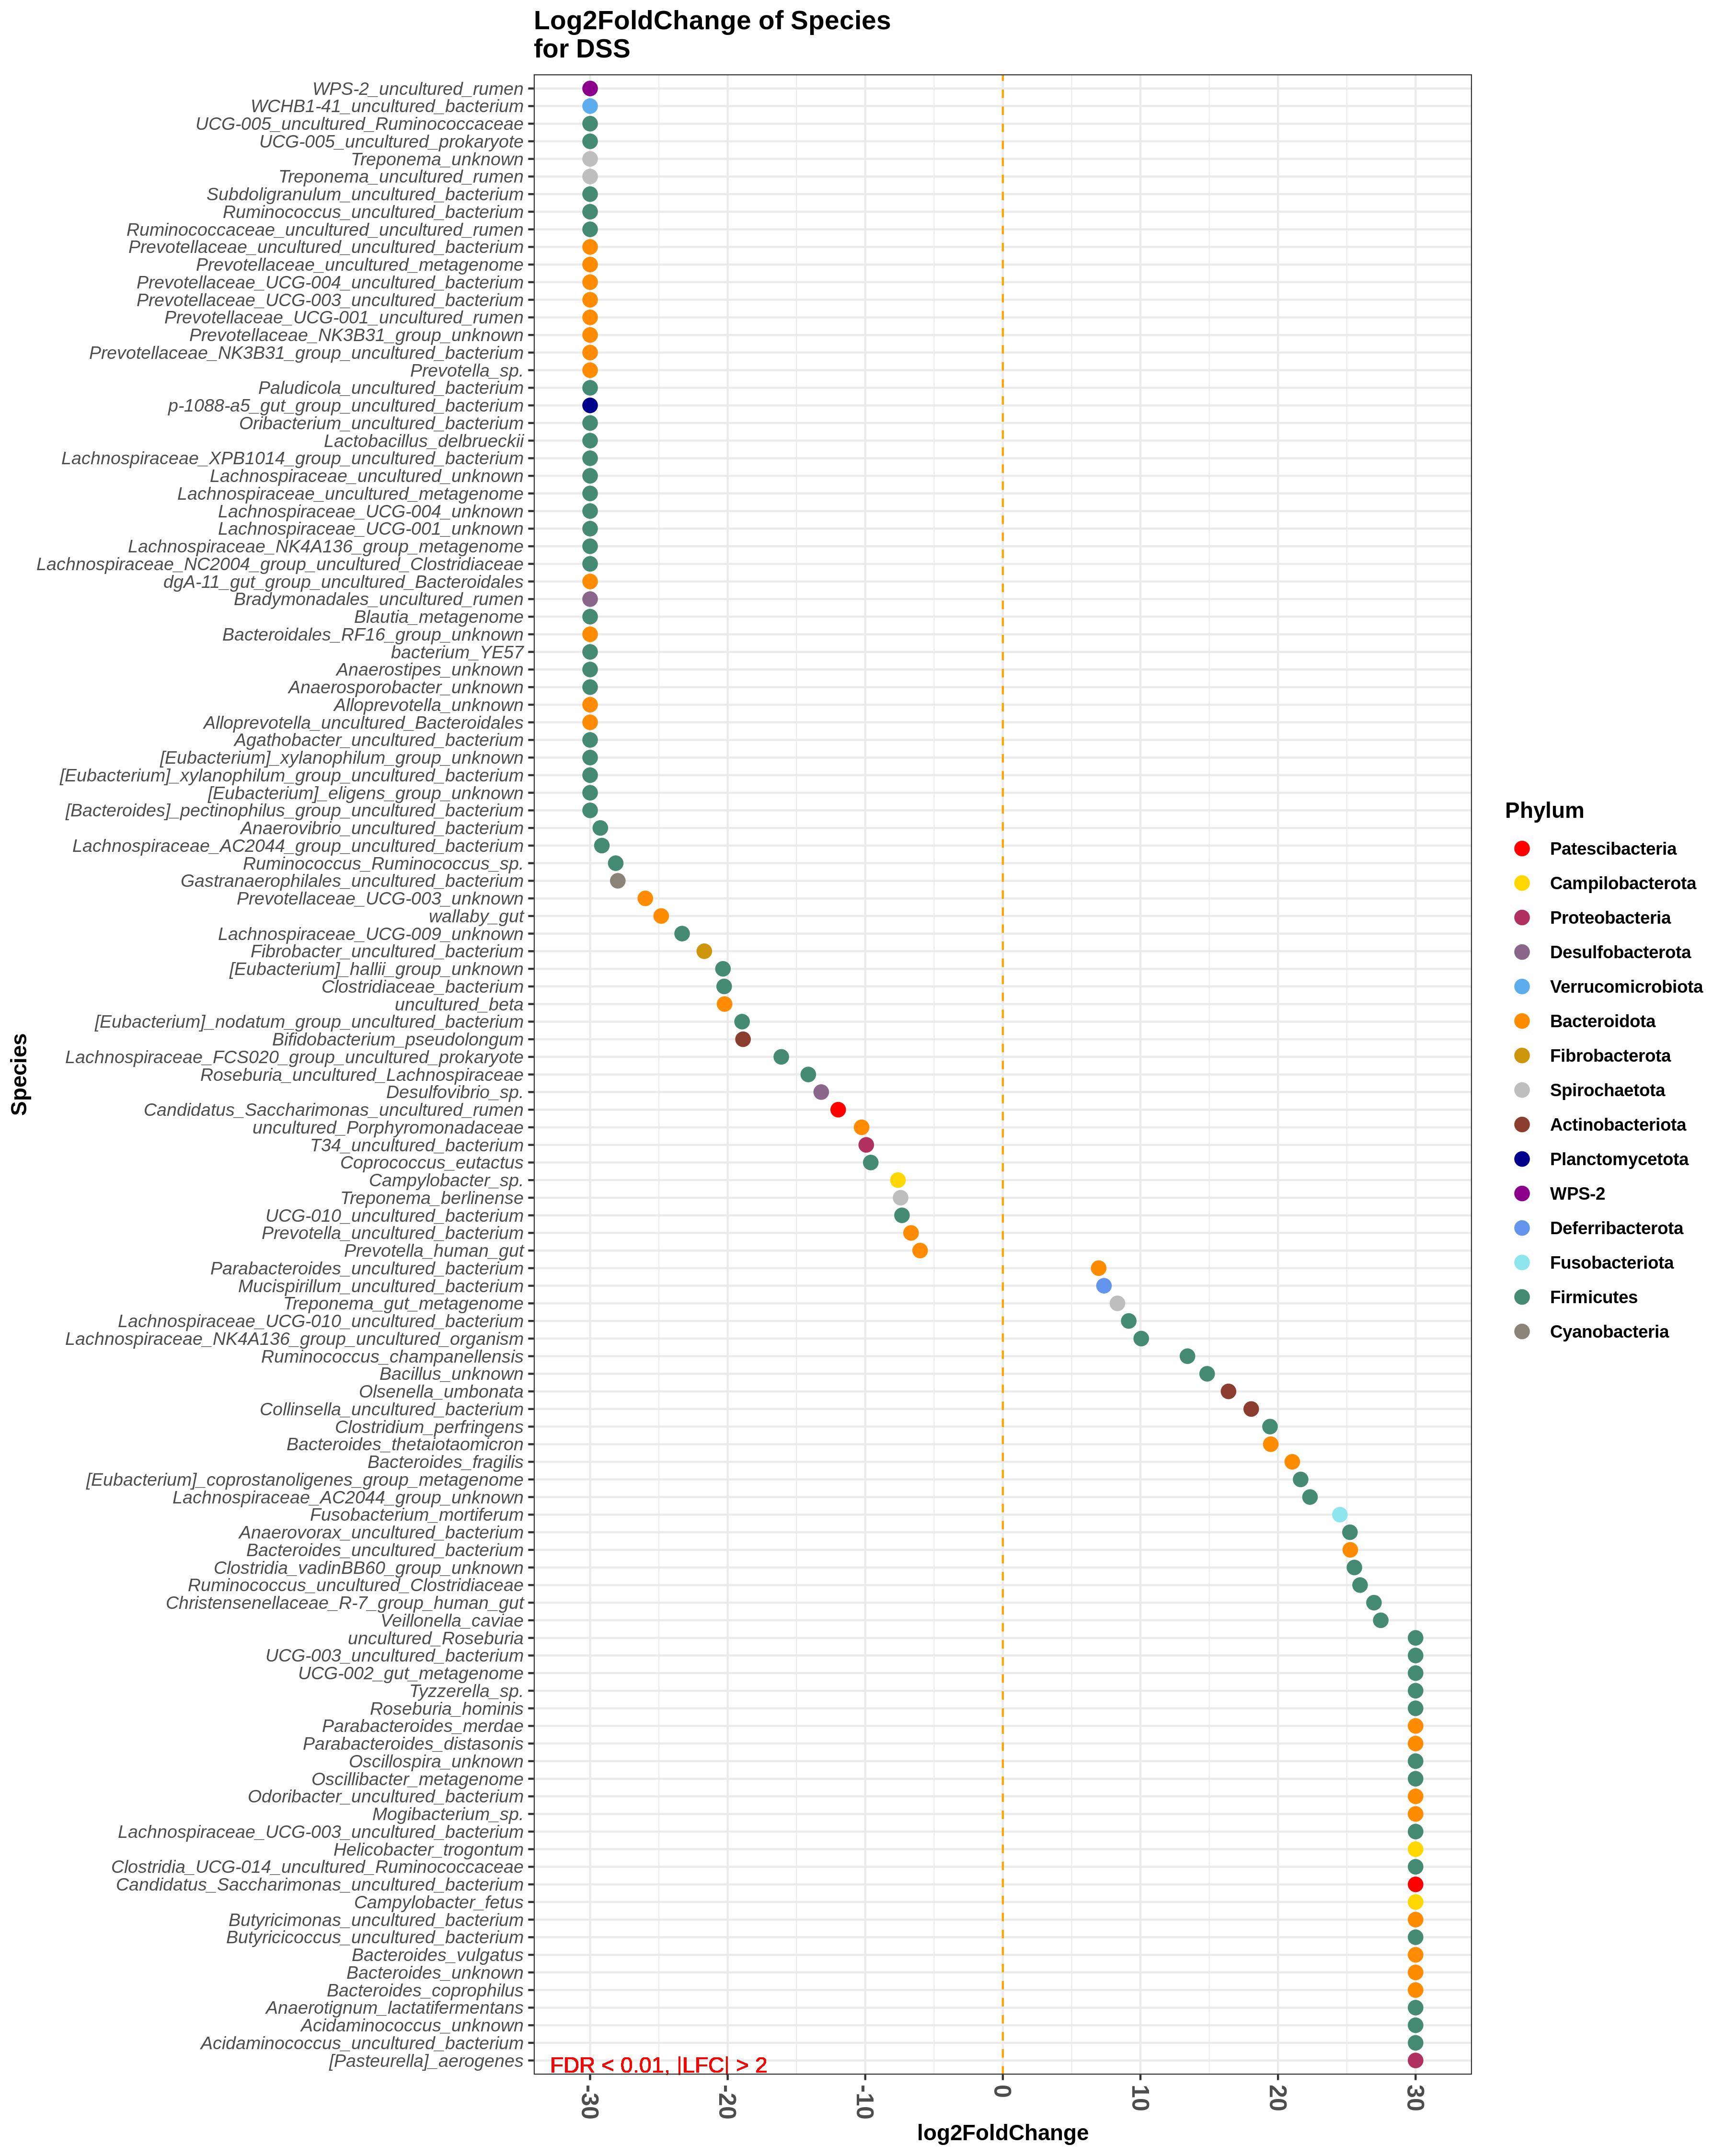 Log2FoldChange of Species
for DSS
WPS-2_uncultured_rumen
WCHB1-41_uncultured_bacterium
UCG-005_uncultured_Ruminococcaceae
UCG-005_uncultured_prokaryote
Treponema_unknown
Treponema_uncultured_rumen
Subdoligranulum_uncultured_bacterium
Ruminococcus_uncultured_bacterium
Ruminococcaceae_uncultured_uncultured_rumen
Prevotellaceae_uncultured_uncultured_bacterium
Prevotellaceae_uncultured_metagenome
Prevotellaceae_UCG-004_uncultured_bacterium
Prevotellaceae_UCG-003_uncultured_bacterium
Prevotellaceae_UCG-001_uncultured_rumen
Prevotellaceae_NK3B31_group_unknown
Prevotellaceae_NK3B31_group_uncultured_bacterium
Prevotella_sp.
Paludicola_uncultured_bacterium
p-1088-a5_gut_group_uncultured_bacterium
Oribacterium_uncultured_bacterium
Lactobacillus_delbrueckii
Lachnospiraceae_XPB1014_group_uncultured_bacterium
Lachnospiraceae_uncultured_unknown
Lachnospiraceae_uncultured_metagenome
Lachnospiraceae_UCG-004_unknown
Lachnospiraceae_UCG-001_unknown
Lachnospiraceae_NK4A136_group_metagenome
Lachnospiraceae_NC2004_group_uncultured_Clostridiaceae
dgA-11_gut_group_uncultured_Bacteroidales
Bradymonadales_uncultured_rumen
Blautia_metagenome
Bacteroidales_RF16_group_unknown
bacterium_YE57
Anaerostipes_unknown
Anaerosporobacter_unknown
Alloprevotella_unknown
Alloprevotella_uncultured_Bacteroidales
Agathobacter_uncultured_bacterium
[Eubacterium]_xylanophilum_group_unknown
[Eubacterium]_xylanophilum_group_uncultured_bacterium
[Eubacterium]_eligens_group_unknown
[Bacteroides]_pectinophilus_group_uncultured_bacterium
Anaerovibrio_uncultured_bacterium
Lachnospiraceae_AC2044_group_uncultured_bacterium
Ruminococcus_Ruminococcus_sp.
Gastranaerophilales_uncultured_bacterium
Prevotellaceae_UCG-003_unknown
wallaby_gut
Lachnospiraceae_UCG-009_unknown
Fibrobacter_uncultured_bacterium
[Eubacterium]_hallii_group_unknown
Clostridiaceae_bacterium
uncultured_beta
[Eubacterium]_nodatum_group_uncultured_bacterium
Bifidobacterium_pseudolongum
Lachnospiraceae_FCS020_group_uncultured_prokaryote
Roseburia_uncultured_Lachnospiraceae
Desulfovibrio_sp.
Candidatus_Saccharimonas_uncultured_rumen
uncultured_Porphyromonadaceae
T34_uncultured_bacterium
Coprococcus_eutactus
Campylobacter_sp.
Treponema_berlinense
UCG-010_uncultured_bacterium
Prevotella_uncultured_bacterium
Prevotella_human_gut
Parabacteroides_uncultured_bacterium
Mucispirillum_uncultured_bacterium
Treponema_gut_metagenome
Lachnospiraceae_UCG-010_uncultured_bacterium
Lachnospiraceae_NK4A136_group_uncultured_organism
Ruminococcus_champanellensis
Bacillus_unknown
Olsenella_umbonata
Collinsella_uncultured_bacterium
Clostridium_perfringens
Bacteroides_thetaiotaomicron
Bacteroides_fragilis
[Eubacterium]_coprostanoligenes_group_metagenome
Lachnospiraceae_AC2044_group_unknown
Fusobacterium_mortiferum
Anaerovorax_uncultured_bacterium
Bacteroides_uncultured_bacterium
Clostridia_vadinBB60_group_unknown
Ruminococcus_uncultured_Clostridiaceae
Christensenellaceae_R-7_group_human_gut
Veillonella_caviae
uncultured_Roseburia
UCG-003_uncultured_bacterium
UCG-002_gut_metagenome
Tyzzerella_sp.
Roseburia_hominis
Parabacteroides_merdae
Parabacteroides_distasonis
Oscillospira_unknown
Oscillibacter_metagenome
Odoribacter_uncultured_bacterium
Mogibacterium_sp.
Lachnospiraceae_UCG-003_uncultured_bacterium
Helicobacter_trogontum
Clostridia_UCG-014_uncultured_Ruminococcaceae
Candidatus_Saccharimonas_uncultured_bacterium
Campylobacter_fetus
Butyricimonas_uncultured_bacterium
Butyricicoccus_uncultured_bacterium
Bacteroides_vulgatus
Bacteroides_unknown
Bacteroides_coprophilus
Anaerotignum_lactatifermentans
Acidaminococcus_unknown
Acidaminococcus_uncultured_bacterium
[Pasteurella]_aerogenes
Species
FDR < 0.01, |LFC| > 2
-30 -20 -10 0 10 20 30
log2FoldChange
Phylum
Patescibacteria
Campilobacterota
Proteobacteria
Desulfobacterota
Verrucomicrobiota
Bacteroidota
Fibrobacterota
Spirochaetota
Actinobacteriota
Planctomycetota
WPS-2
Deferribacterota
Fusobacteriota
Firmicutes
Cyanobacteria